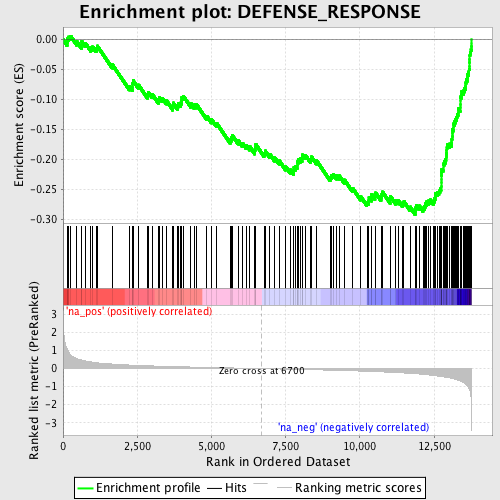 Enrichment plot: DEFENSE_RESPONSE
Enrichment score (ES)
0.00
-0.05
-0.10
-0.15
-0.20
-0.25
-0.30
'na_pos' (positively correlated)
Ranked list metric (PreRanked)
3
2
1
0
-1
-2
-3
Zero cross at 6700
'na_neg' (negatively correlated)
0
2,500
5,000
7,500
10,000
12,500
Rank in Ordered Dataset
Enrichment profile
Hits
Ranking metric scores